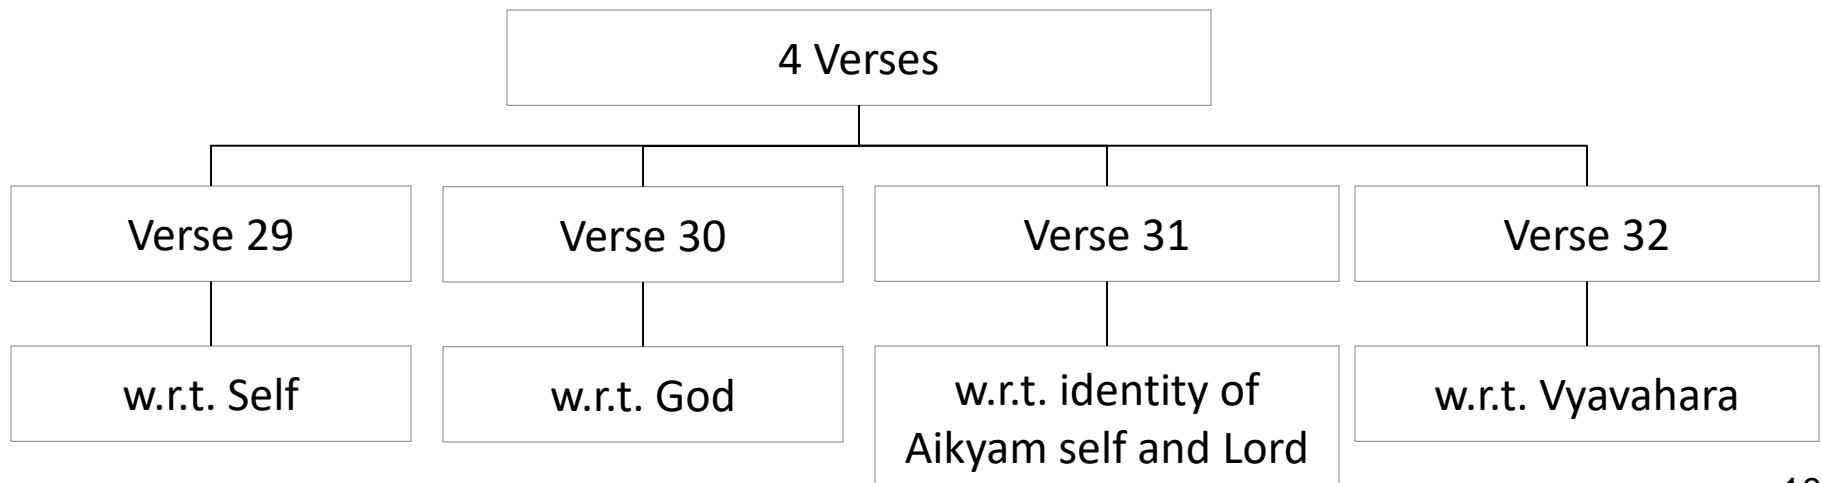 4 Verses
Verse 29
Verse 30
Verse 31
Verse 32
w.r.t. Self
w.r.t. God
w.r.t. identity of
Aikyam self and Lord
w.r.t. Vyavahara